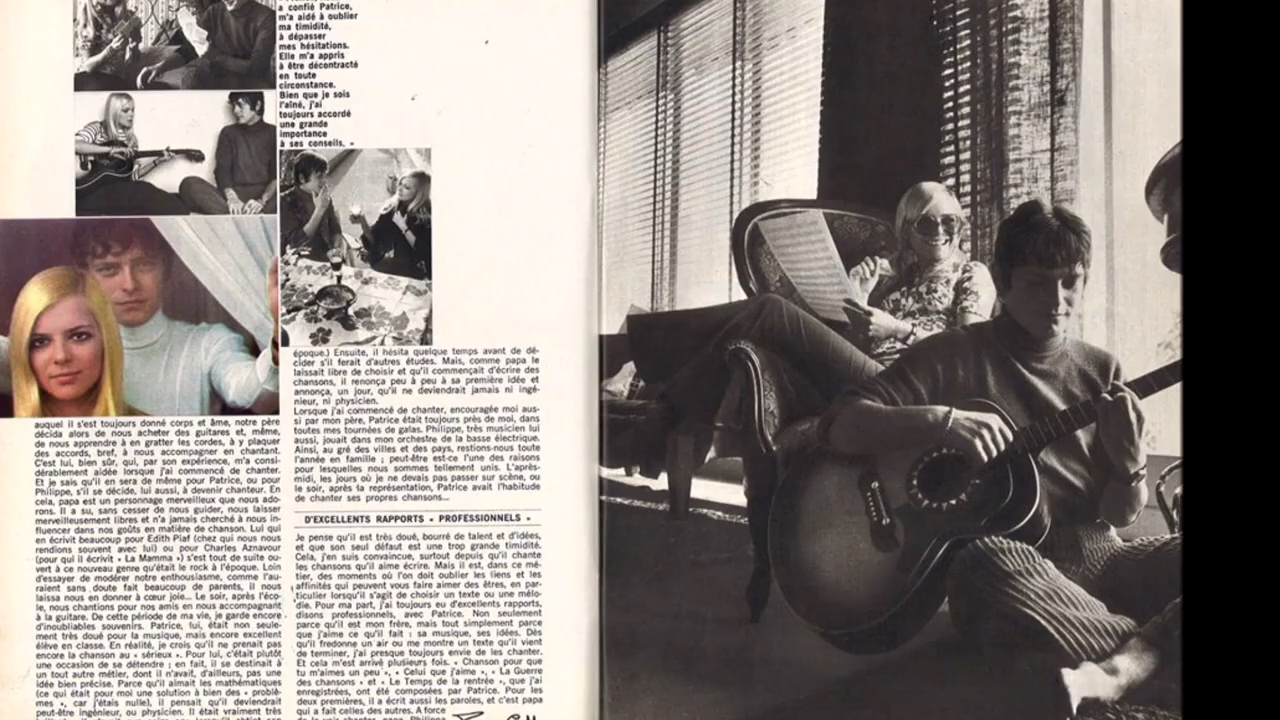 a confié Patrice,
m'a aidé à oublier
ma timidité,
à dépasser
mes hésitations.
Elle m'a appris
à être décontracté
en toute
circonstance.
Bien que je sois
l'aîné, j'ai
toujours accordé
une grande
importance
à ses conseils. »
auquel il s'est toujours donné corps et âme, notre père
décida alors de nous acheter des guitares et, même,
de nous apprendre à en gratter les cordes, à y plaquer
des accords, bref, à nous accompagner en chantant.
C'est lui, bien sûr, qui, par son expérience, m'a consi-
dérablement aidée lorsque j'ai commencé de chanter.
Et je sais qu'il en sera de même pour Patrice, ou pour
Philippe, s'il se décide, lui aussi, à devenir chanteur. En
cela, papa est un personnage merveilleux que nous ado-
rons. Il a su, sans cesser de nous guider, nous laisser
merveilleusement libres et n'a jamais cherché à nous in-
fluencer dans nos goûts en matière de chanson. Lui qui
en écrivit beaucoup pour Edith Piaf (chez qui nous nous
rendions souvent avec lui) ou pour Charles Aznavour
(pour qui il écrivit « La Mamma ») s'est tout de suite ou-
vert à ce nouveau genre qu'était le rock à l'époque. Loin
d'essayer de modérer notre enthousiasme, comme l'au-
raient sans doute fait beaucoup de parents, il nous
laissa nous en donner à cœur joie... Le soir, après l'éco-
le, nous chantions pour nos amis en nous accompagnant
à la guitare. De cette période de ma vie, je garde encore
d'inoubliables souvenirs. Patrice, lui, était non seule-
ment très doué pour la musique, mais encore excellent
élève en classe. En réalité, je crois qu'il ne prenait pas
encore la chanson au « sérieux ». Pour lui, c'était plutôt
une occasion de se détendre ; en fait, il se destinait à
un tout autre métier, dont il n'avait, d'ailleurs, pas une
idée bien précise. Parce qu'il aimait les mathématiques
(ce qui était pour moi une solution à bien des « problè-
mes », car j'étais nulle), il pensait qu'il deviendrait
peut-être ingénieur, ou physicien. Il était vraiment très
époque.) Ensuite, il hésita quelque temps avant de dé-
cider s'il ferait d'autres études. Mais, comme papa le
laissait libre de choisir et qu'il commençait d'écrire des
chansons, il renonça peu à peu à sa première idée et
annonça, un jour, qu'il ne deviendrait jamais ni ingé-
nieur, ni physicien.
Lorsque j'ai commencé de chanter, encouragée moi aus-
si par mon père, Patrice était toujours près de moi, dans
toutes mes tournées de galas. Philippe, très musicien lui
aussi, jouait dans mon orchestre de la basse électrique.
Ainsi, au gré des villes et des pays, restions-nous toute
l'année en famille ; peut-être est-ce l'une des raisons
pour lesquelles nous sommes tellement unis. L'après-
midi, les jours où je ne devais pas passer sur scène, ou
le soir, après la représentation, Patrice avait l'habitude
de chanter ses propres chansons...
D'EXCELLENTS RAPPORTS « PROFESSIONNELS »
Je pense qu'il est très doué, bourré de talent et d'idées,
et que son seul défaut est une trop grande timidité.
Cela, j'en suis convaincue, surtout depuis qu'il chante
les chansons qu'il aime écrire. Mais il est, dans ce mé-
tier, des moments où l'on doit oublier les liens et les
affinités qui peuvent vous faire aimer des êtres, en par-
ticulier lorsqu'il s'agit de choisir un texte ou une mélo-
die. Pour ma part, j'ai toujours eu d'excellents rapports,
disons professionnels, avec Patrice. Non seulement
parce qu'il est mon frère, mais tout simplement parce
que j'aime ce qu'il fait : sa musique, ses idées. Dès
qu'il fredonne un air ou me montre un texte qu'il vient
de terminer, j'ai presque toujours envie de les chanter.
Et cela m'est arrivé plusieurs fois. « Chanson pour que
tu m'aimes un peu », « Celui que j'aime », « La Guerre
des chansons » et « Le Temps de la rentrée », que j'ai
enregistrées, ont été composées par Patrice. Pour les
deux premières, il a écrit aussi les paroles, et c'est papa
qui a fait celles des autres. A force